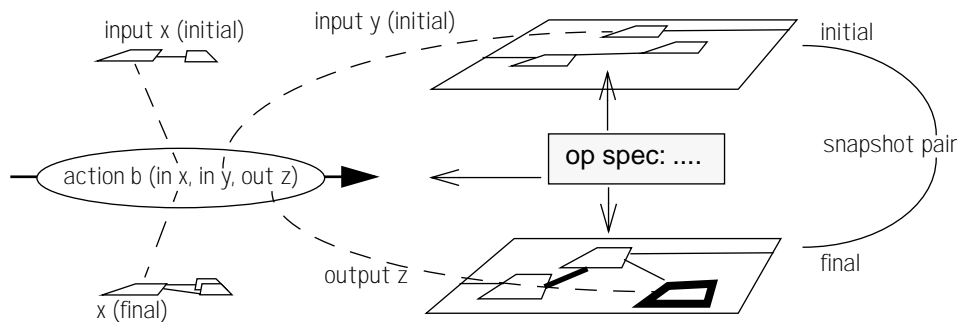 input x (initial)
input y (initial)
initial
op spec: ....
snapshot pair
action b (in x, in y, out z)
output z
final
x (final)